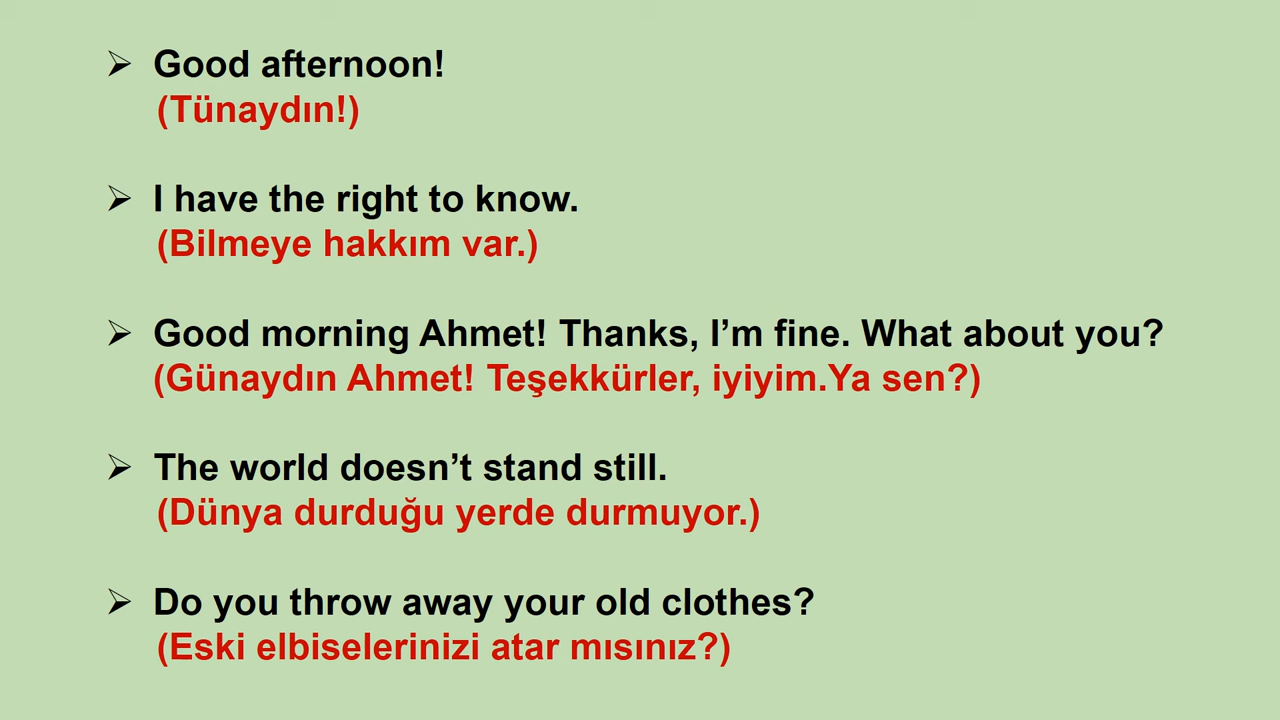 ➢ Good afternoon!
(Tünaydın!)
➢ I have the right to know.
(Bilmeye hakkım var.)
➢ Good morning Ahmet! Thanks, I’m fine. What about you?
(Günaydın Ahmet! Teşekkürler, iyiyim.Ya sen?)
➢ The world doesn’t stand still.
(Dünya durduğu yerde durmuyor.)
➢ Do you throw away your old clothes?
(Eski elbiselerinizi atar mısınız?)